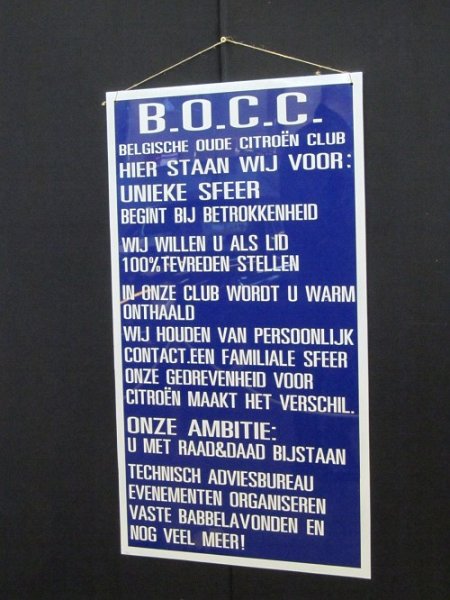 B.O.C.C.
BELGISCHE OUDE CITROËN CLUB
HIER STAAN WIJ VOOR:
UNIEKE SFEER
BEGINT BIJ BETROKKENHEID
WIJ WILLEN U ALS LID
100%TEVREDEN STELLEN
IN ONZE CLUB WORDT U WARM
ONTHAALD
WIJ HOUDEN VAN PERSOONLIJK
CONTACT.EEN FAMILIALE SFEER
ONZE GEDREVENHEID VOOR
CITROËN MAAKT HET VERSCHIL.
ONZE AMBITIE:
U MET RAAD&DAAD BIJSTAAN
TECHNISCH ADVIESBUREAU
EVENEMENTEN ORGANISEREN
VASTE BABBELAVONDEN EN
NOG VEEL MEER!